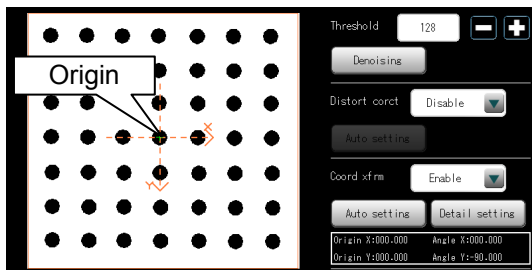 Threshold 128
Origin
Denoising
Distort corct Disable
Auto setting
X
Coord xfrm Enable
Y
Auto setting Detail setting
Origin X:000.000 Angle X:000.000
Origin Y:000.000 Angle Y:-90.000